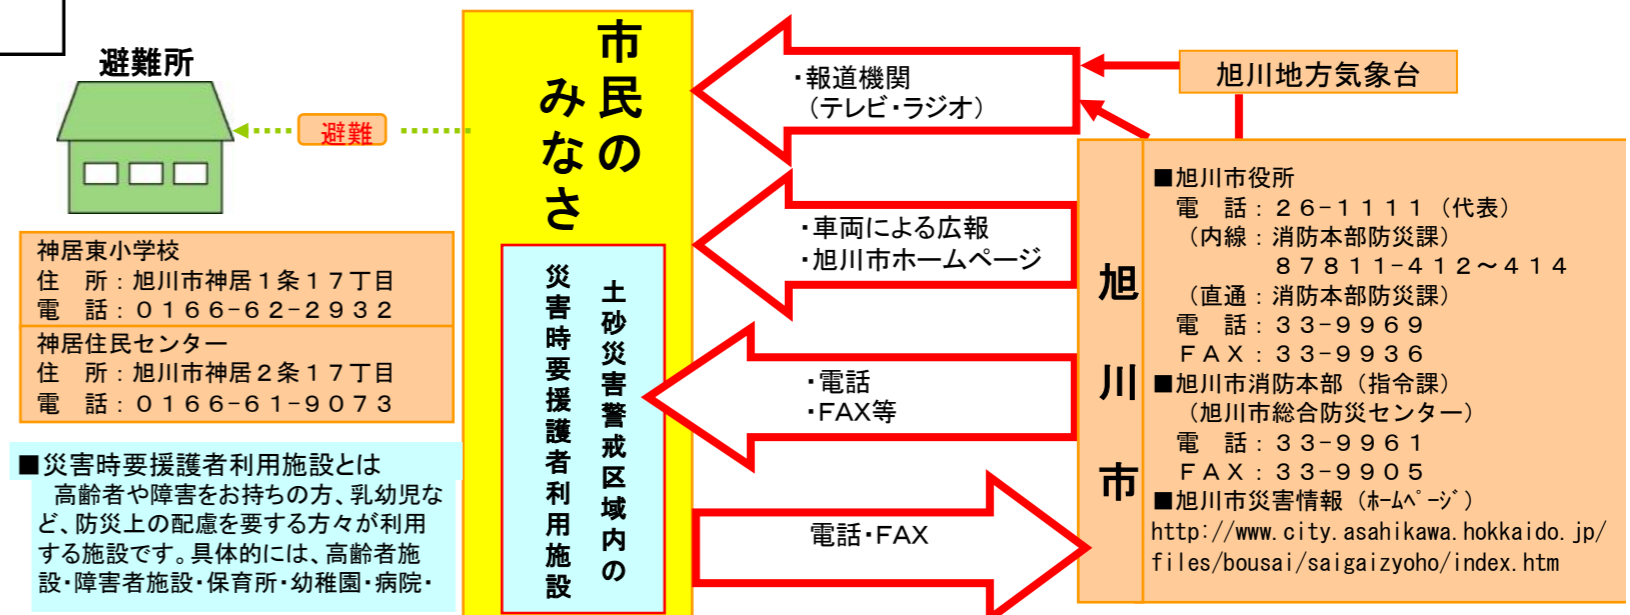 避難所
避難
神居東小学校
住　所：旭川市神居１条１７丁目
電　話：０１６６-６２-２９３２
神居住民センター
住　所：旭川市神居２条１７丁目
電　話：０１６６-６１-９０７３
■災害時要援護者利用施設とは
高齢者や障害をお持ちの方、乳幼児な
ど、防災上の配慮を要する方々が利用
する施設です。具体的には、高齢者施
設・障害者施設・保育所・幼稚園・病院・
市民の
みなさ
土砂災害警戒区域内の
災害時要援護者利用施設
・報道機関
（テレビ・ラジオ）
・車両による広報
・旭川市ホームページ
・電話
・FAX等
電話・FAX
旭川地方気象台
旭川市
■旭川市役所
電　話：２６-１１１１（代表）
（内線：消防本部防災課）
８７８１１-４１２～４１４
（直通：消防本部防災課）
電　話：３３-９９６９
ＦＡＸ：３３-９９３６
■旭川市消防本部（指令課）
（旭川市総合防災センター）
電　話：３３-９９６１
ＦＡＸ：３３-９９０５
■旭川市災害情報（ﾎｰﾑﾍﾟｰｼﾞ）
http://www.city.asahikawa.hokkaido.jp/
files/bousai/saigaizyoho/index.htm